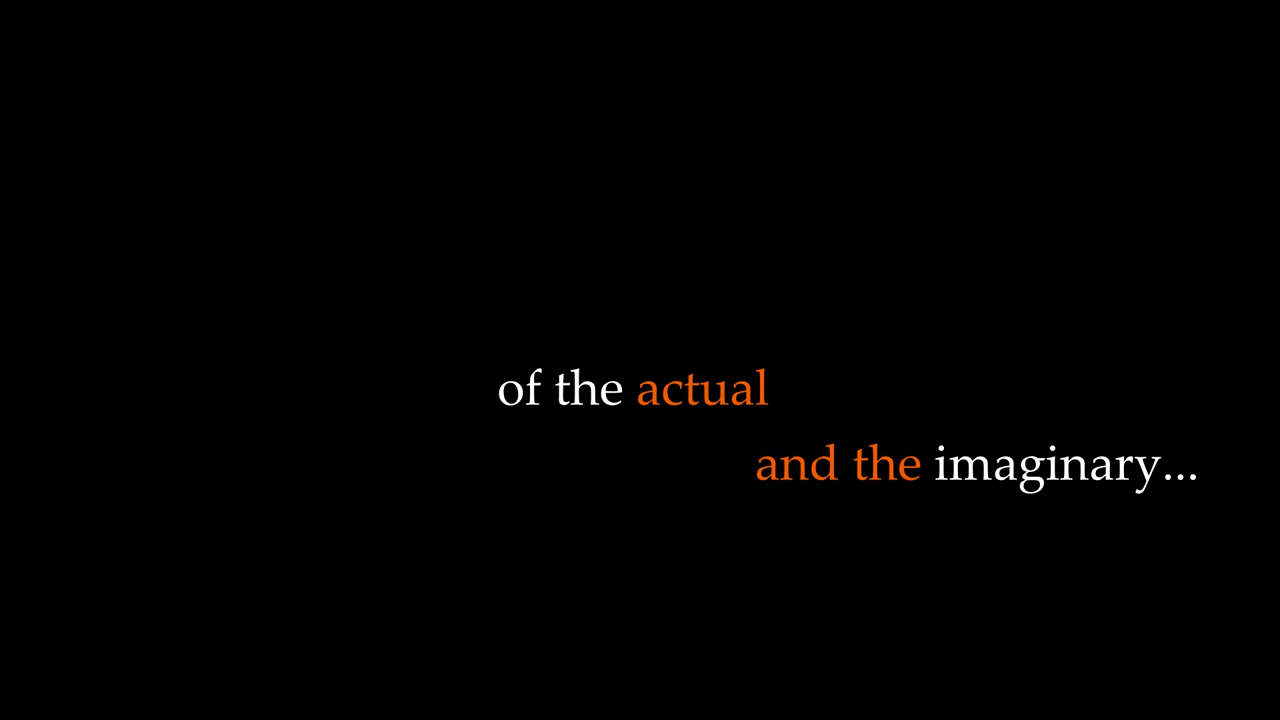 of the actual
and the imaginary...